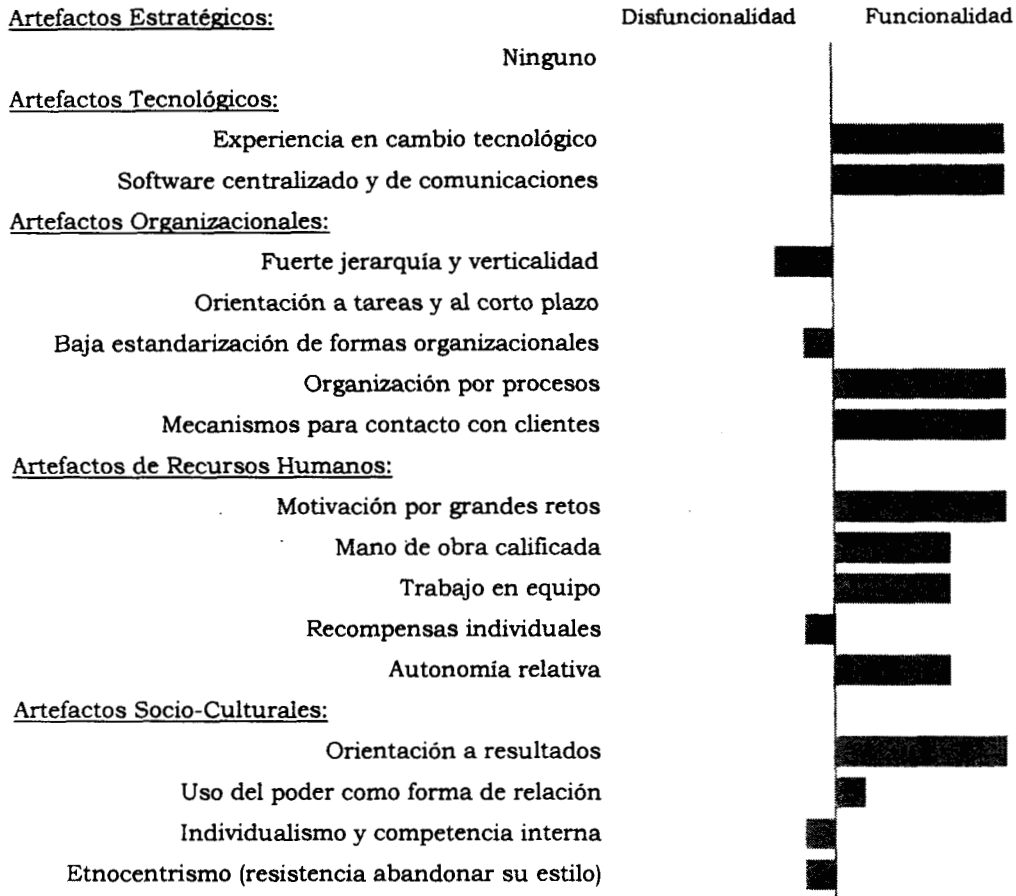 Artefactos Estratégicos: Disfuncionalidad Funcionalidad
Ninguno
Artefactos Tecnológicos:
Experiencia en cambio tecnológico
Software centralizado y de comunicaciones
Artefactos Organizacionales:
Fuerte jerarquía y verticalidad
Orientación a tareas y al corto plazo
Baja estandarización de formas organizacionales
Organización por procesos
Mecanismos para contacto con clientes
Artefactos de Recursos Humanos:
Motivación por grandes retos
Mano de obra calificada
Trabajo en equipo
Recompensas individuales
Autonomía relativa
Artefactos Socio-Culturales:
Orientación a resultados
Uso del poder como forma de relación
Individualismo y competencia interna
Etnocentrismo (resistencia abandonar su estilo)